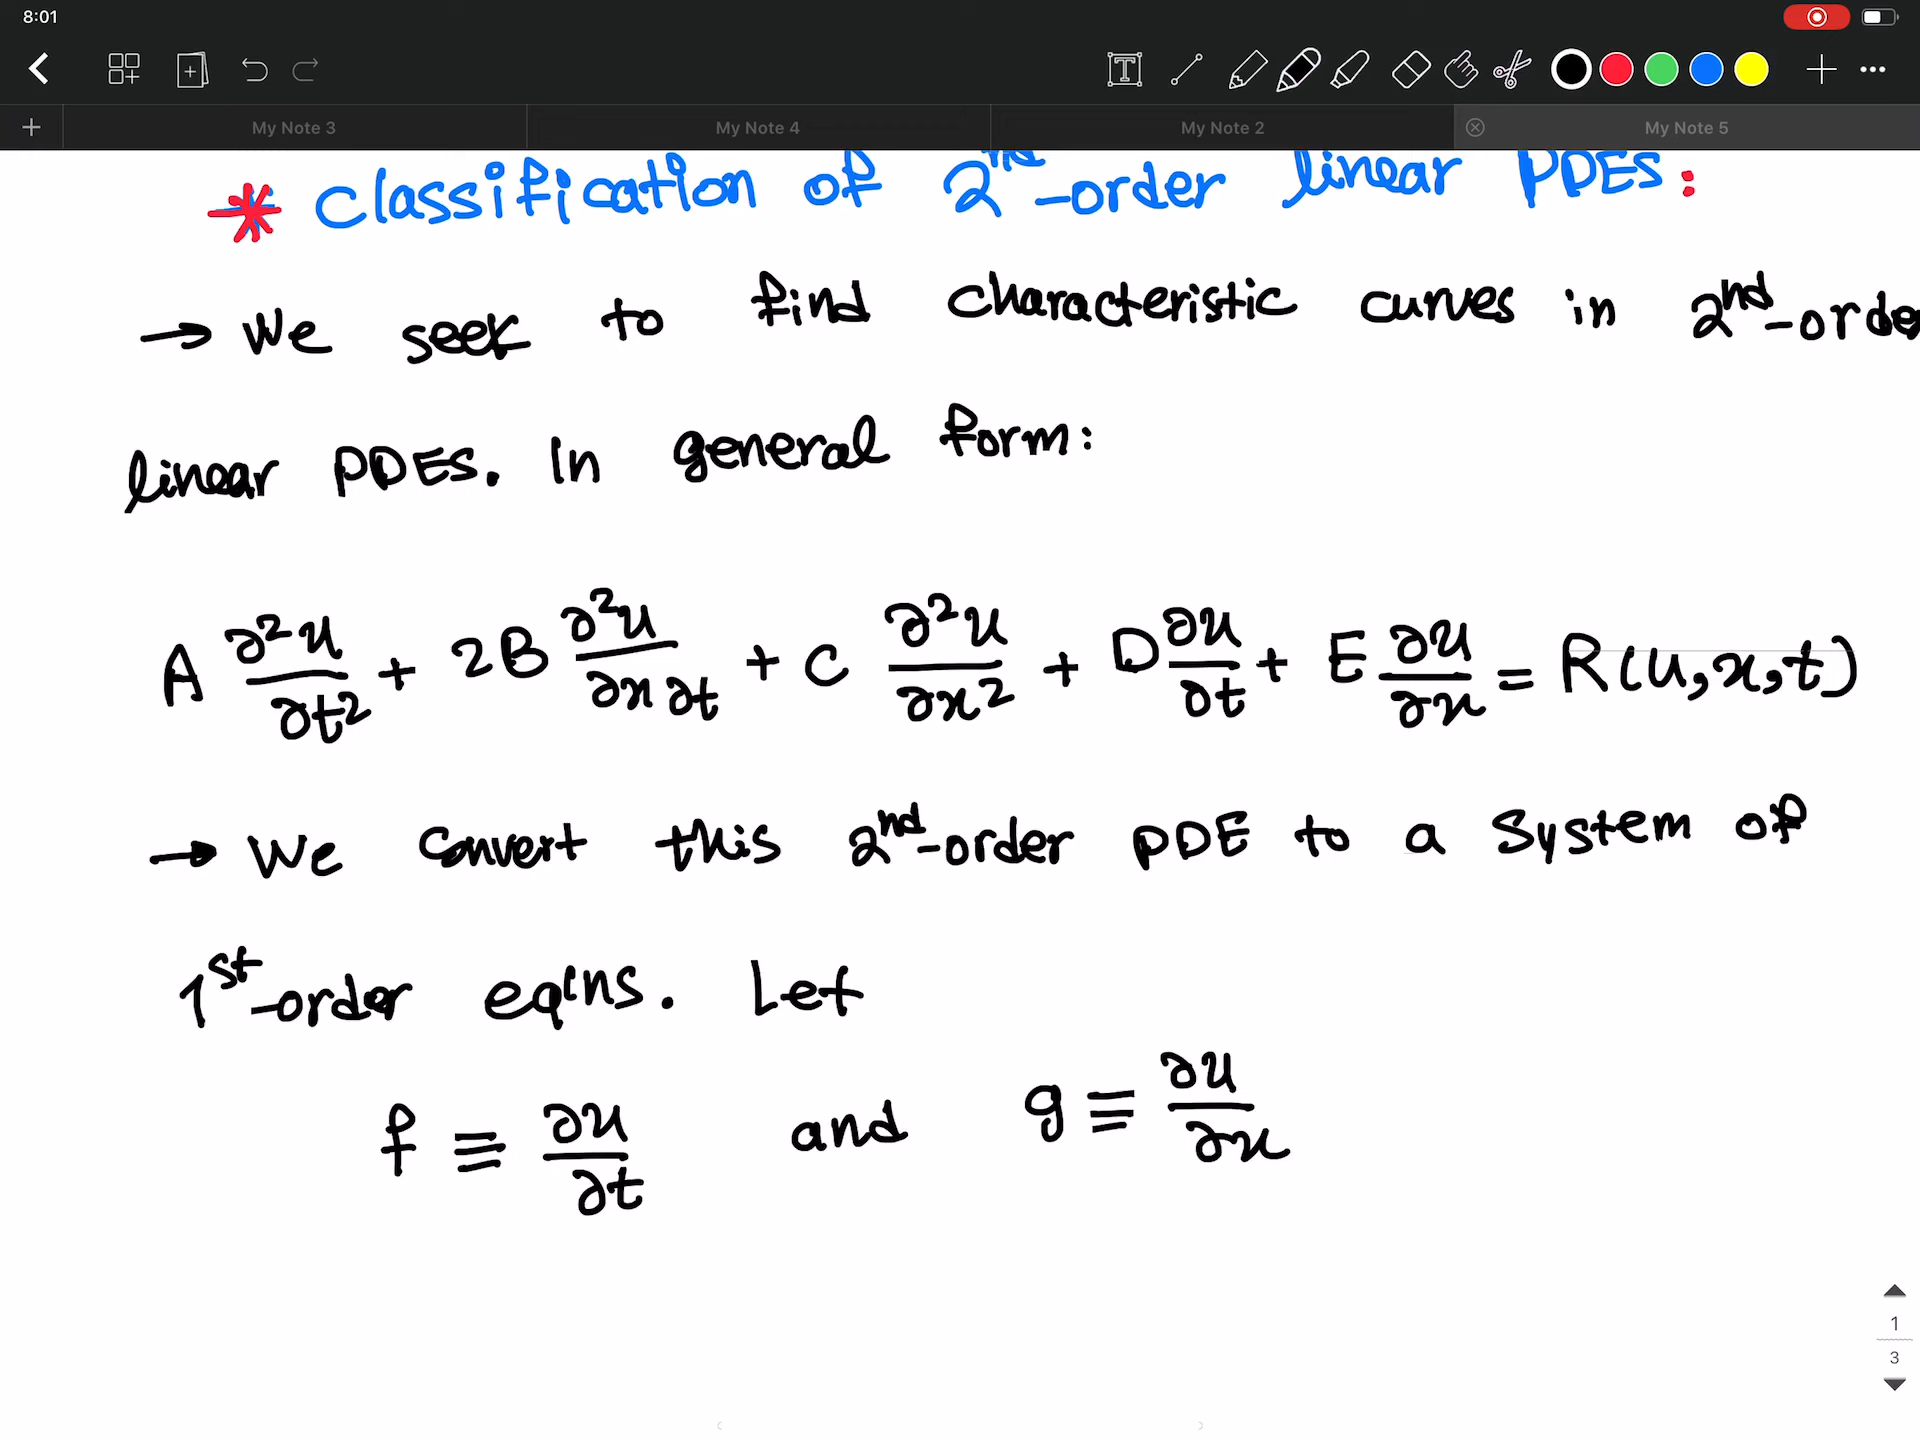 8:01
My Note 3 My Note 4 My Note 2 My Note 5
* Classification of 2nd-order linear PDEs:
→ We seek to find characteristic curves in 2nd-order
linear PDEs. In general form:
A ∂²u/∂t² + 2B ∂²u/∂x∂t + C ∂²u/∂x² + D ∂u/∂t + E ∂u/∂x = R(u,x,t)
→ We convert this 2nd-order PDE to a system of
1st-order eq'ns. Let
f ≡ ∂u/∂t and g ≡ ∂u/∂x
1
3